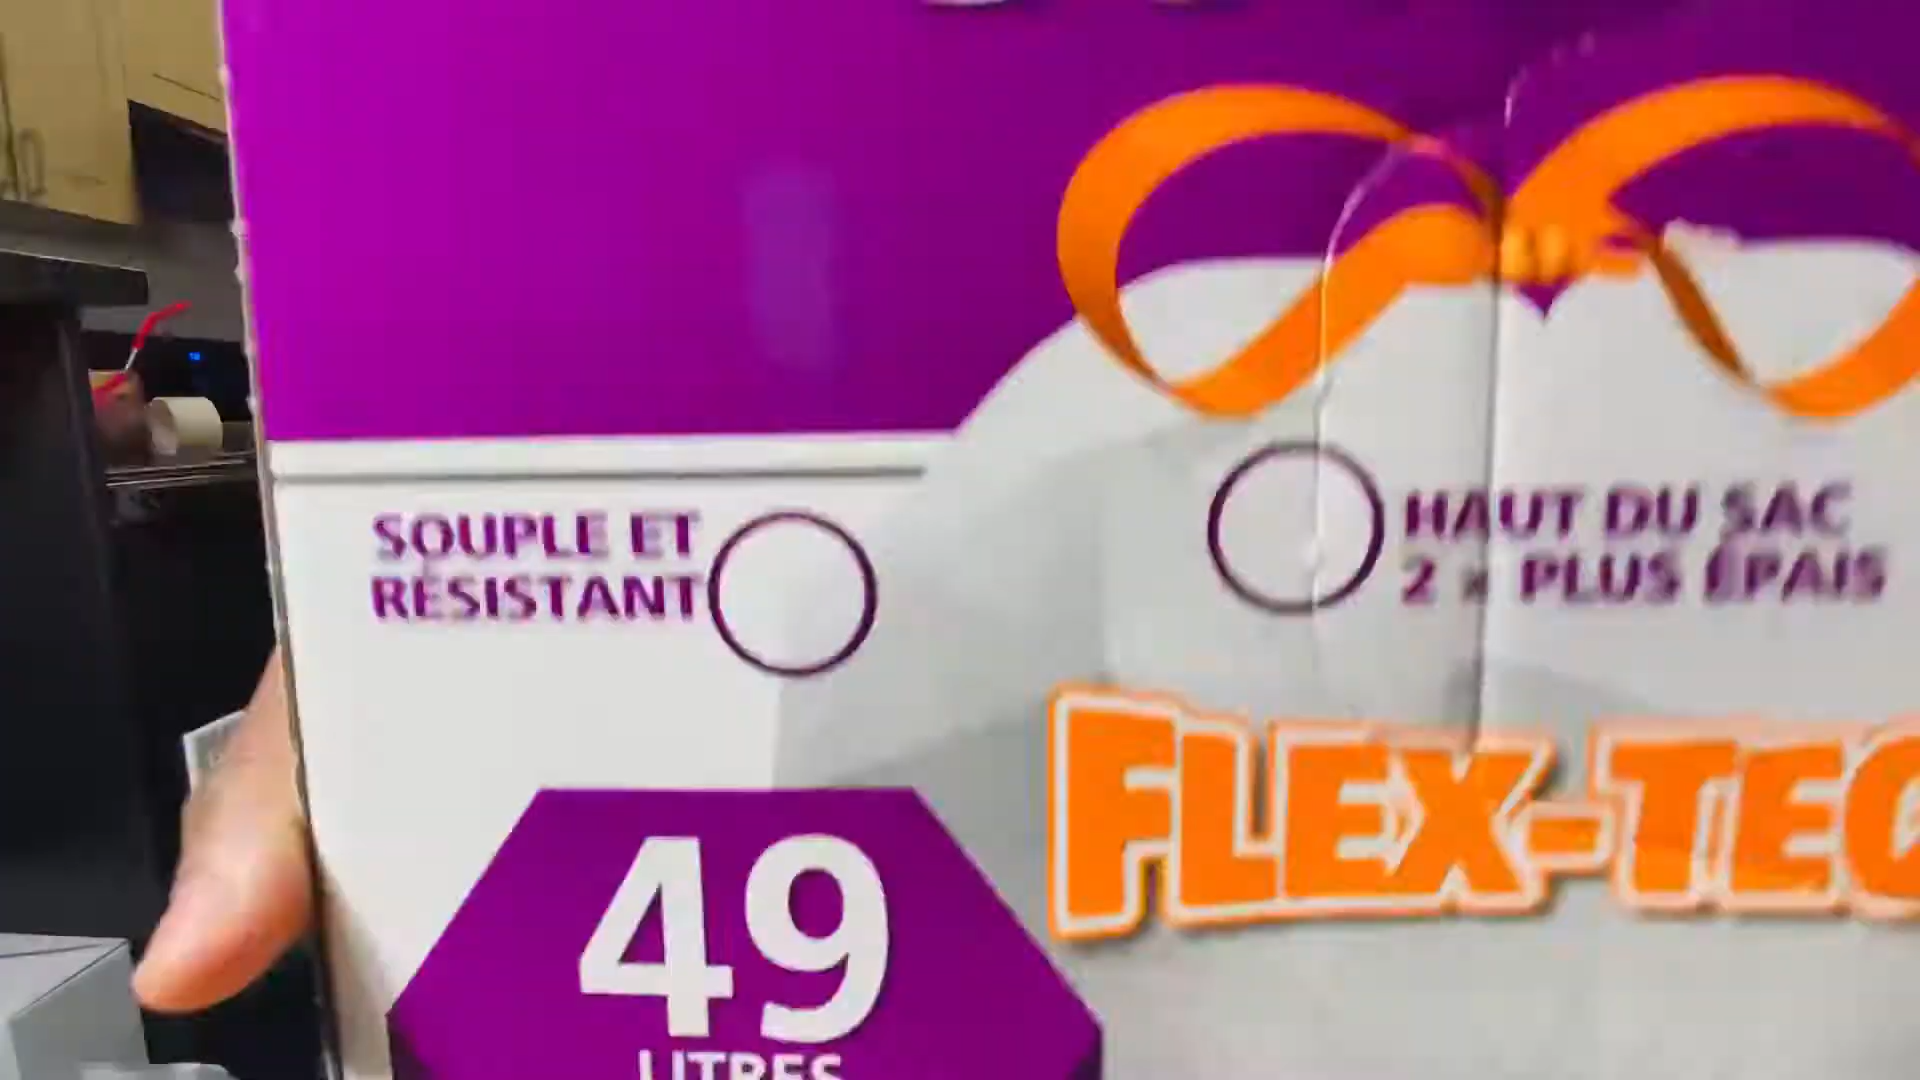 SOUPLE ET
RÉSISTANT
HAUT DU SAC
2 x PLUS ÉPAIS
FLEX-TEC
49
LITRES